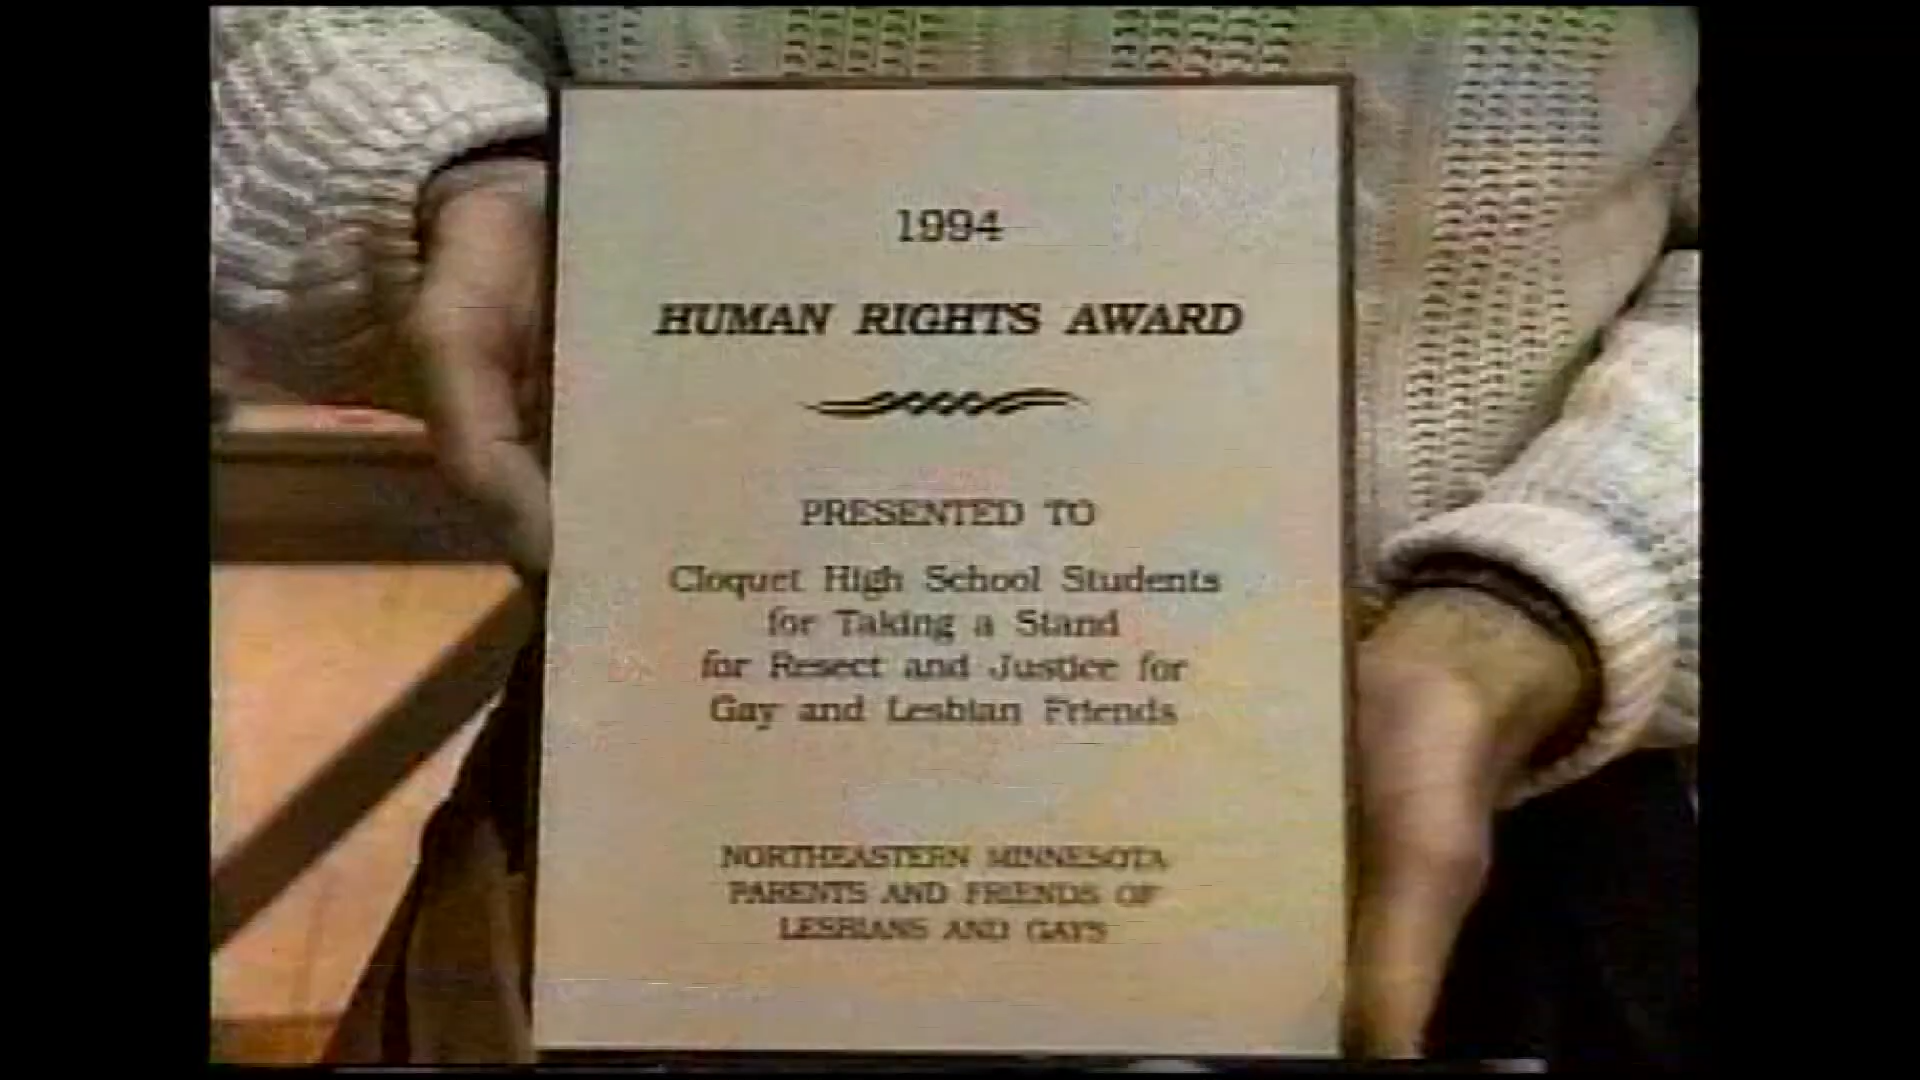 1994
HUMAN RIGHTS AWARD
PRESENTED TO
Cloquet High School Students
for Taking a Stand
for Resect and Justice for
Gay and Lesbian Friends
NORTHEASTERN MINNESOTA
PARENTS AND FRIENDS OF
LESBIANS AND GAYS